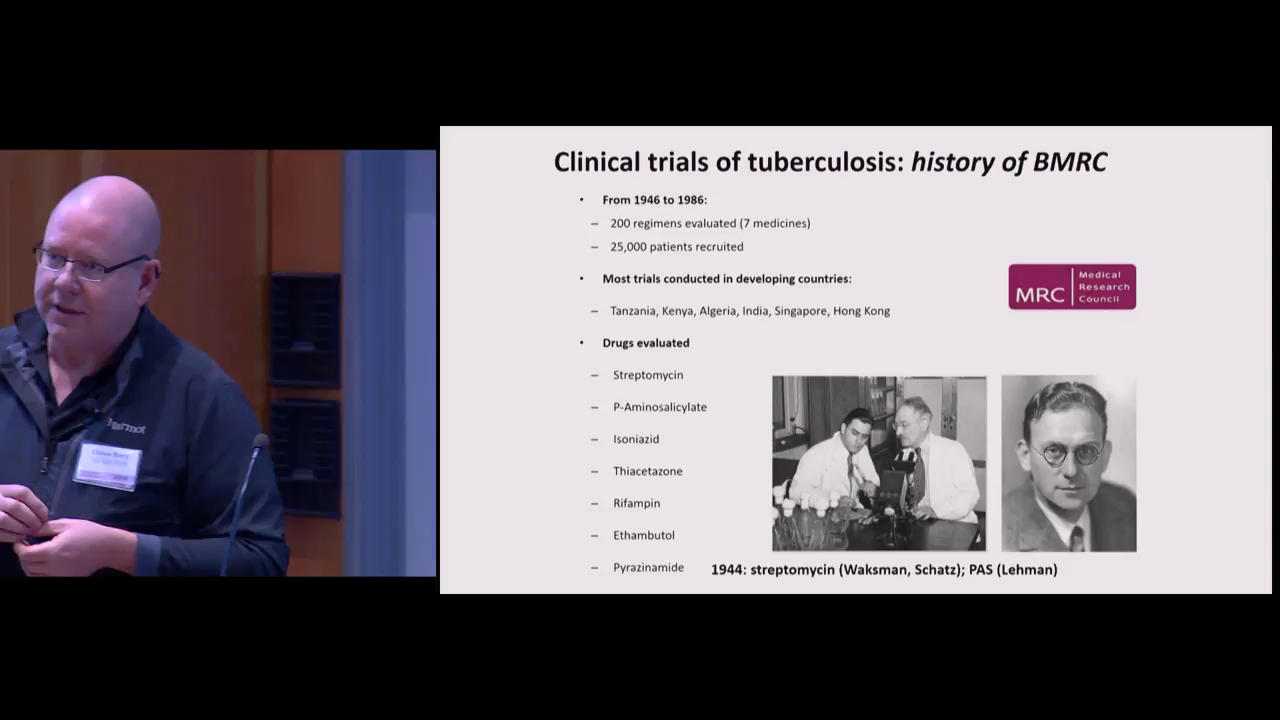 Clinical trials of tuberculosis: history of BMRC
• From 1946 to 1986:
– 200 regimens evaluated (7 medicines)
– 25,000 patients recruited
• Most trials conducted in developing countries:
– Tanzania, Kenya, Algeria, India, Singapore, Hong Kong
• Drugs evaluated
– Streptomycin
– P-Aminosalicylate
– Isoniazid
– Thiacetazone
– Rifampin
– Ethambutol
– Pyrazinamide
MRC
Medical
Research
Council
1944: streptomycin (Waksman, Schatz); PAS (Lehman)
Marmot